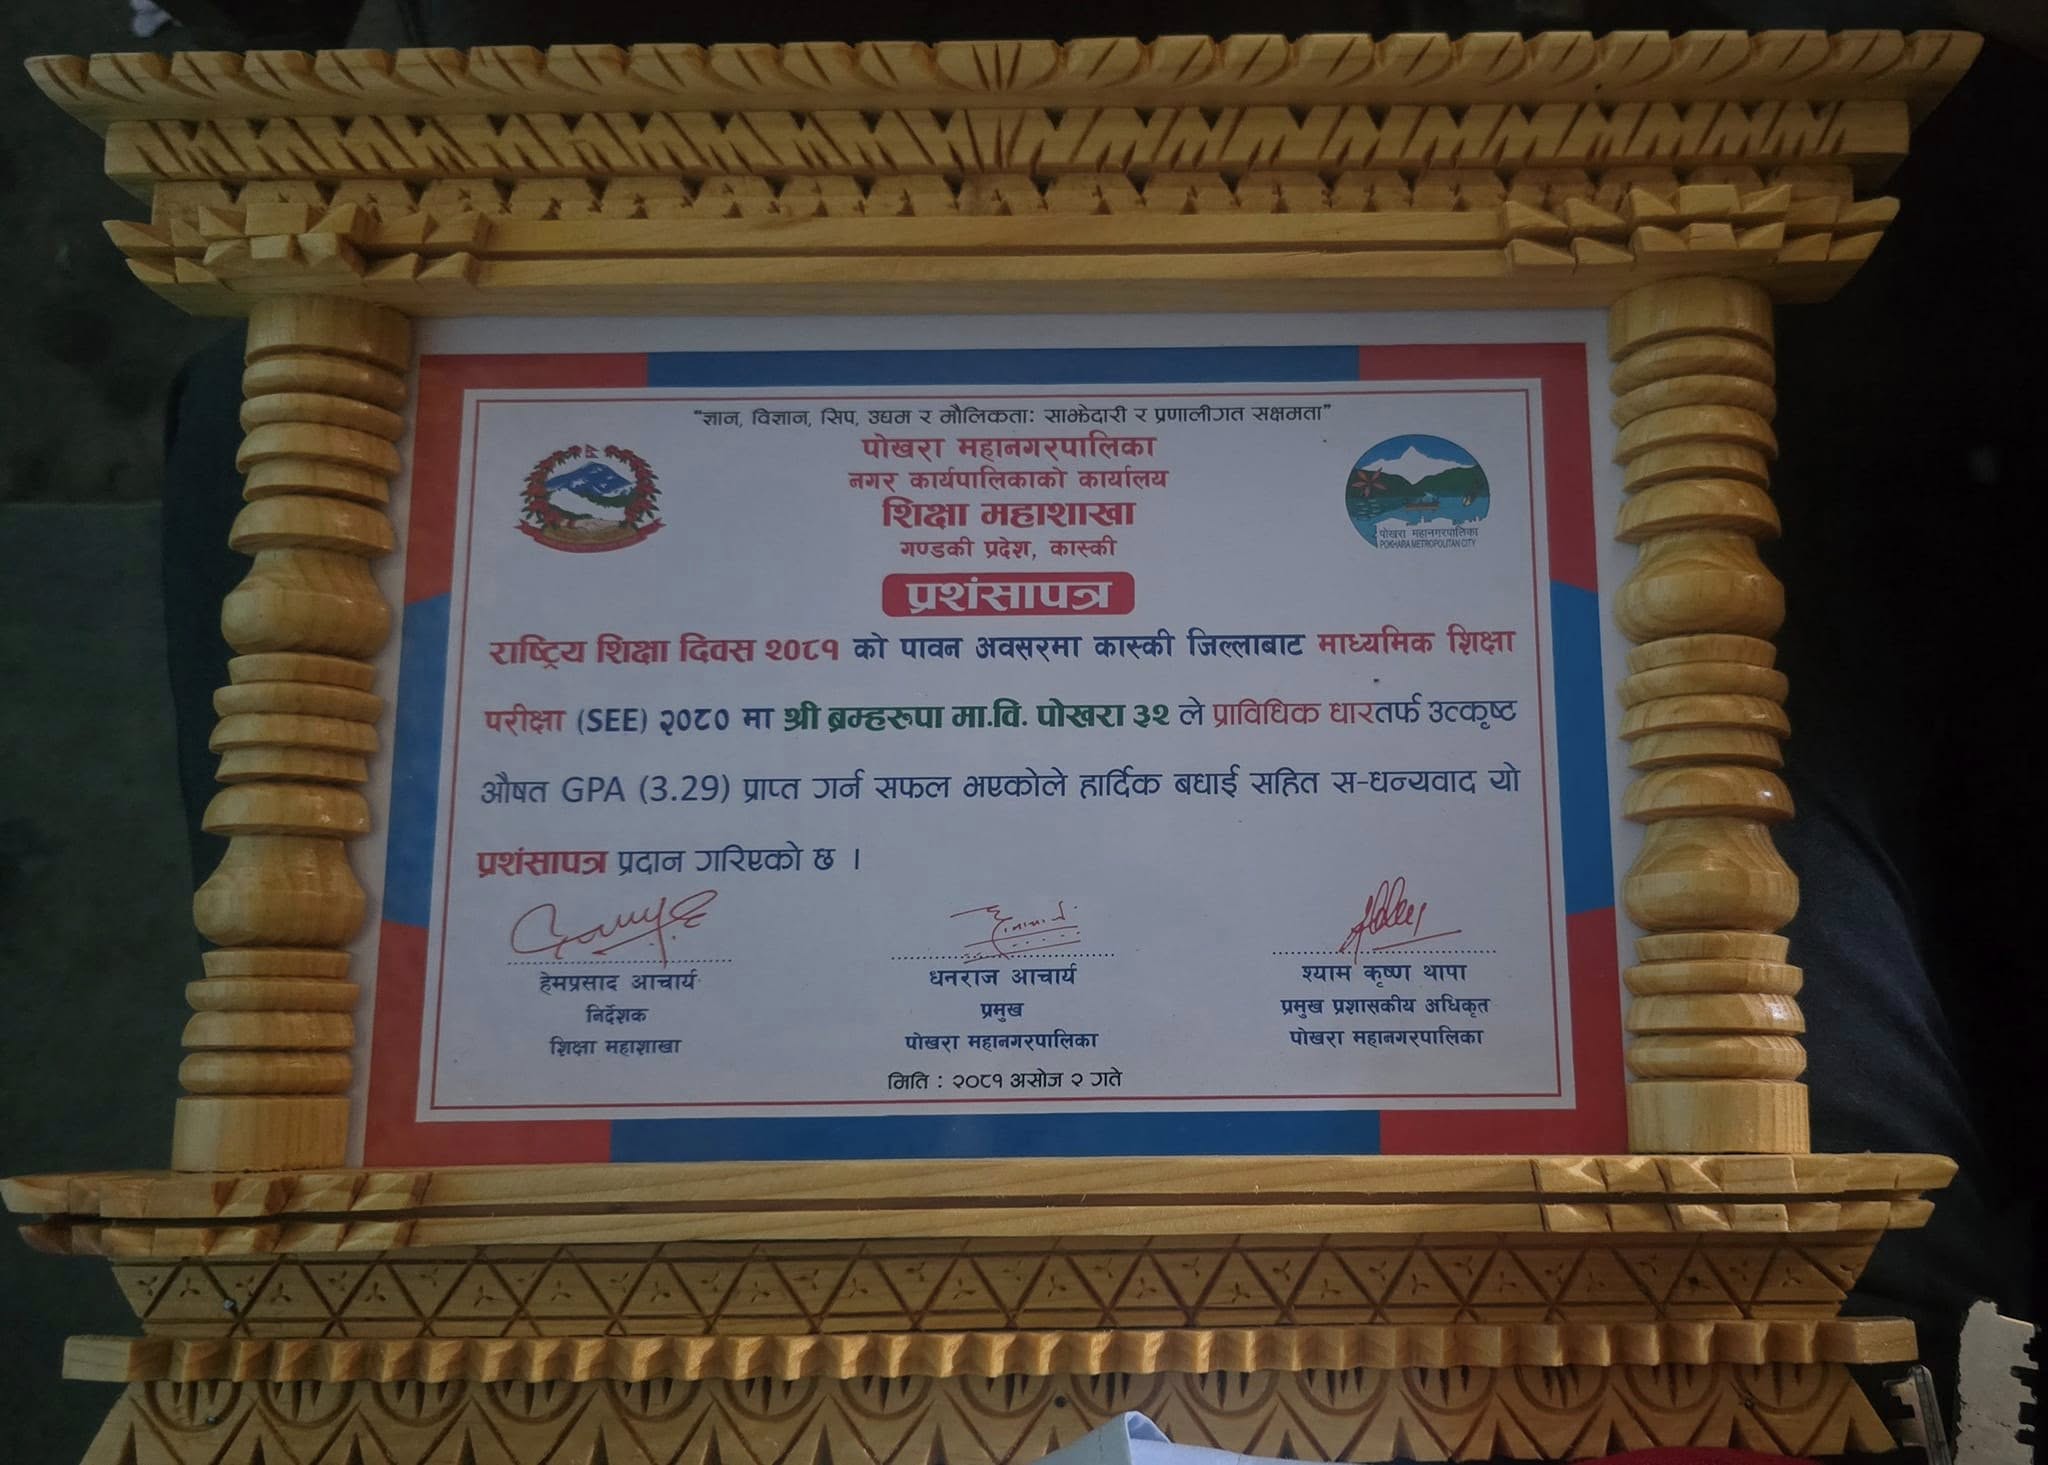 "ज्ञान, विज्ञान, सिप, उद्यम र मौलिकताः साझेदारी र प्रणालीगत सक्षमता"
पोखरा महानगरपालिका
नगर कार्यपालिकाको कार्यालय
शिक्षा महाशाखा
गण्डकी प्रदेश, कास्की
पोखरा महानगरपालिका
POKHARA METROPOLITAN CITY
प्रशंसापत्र
राष्ट्रिय शिक्षा दिवस २०८१ को पावन अवसरमा कास्की जिल्लाबाट माध्यमिक शिक्षा
परीक्षा (SEE) २०८० मा श्री ब्रम्हरुपा मा.वि. पोखरा ३२ ले प्राविधिक धारतर्फ उत्कृष्ट
औषत GPA (3.29) प्राप्त गर्न सफल भएकोले हार्दिक बधाई सहित स-धन्यवाद यो
प्रशंसापत्र प्रदान गरिएको छ ।
हेमप्रसाद आचार्य
निर्देशक
शिक्षा महाशाखा
धनराज आचार्य
प्रमुख
पोखरा महानगरपालिका
श्याम कृष्ण थापा
प्रमुख प्रशासकीय अधिकृत
पोखरा महानगरपालिका
मिति : २०८१ असोज २ गते